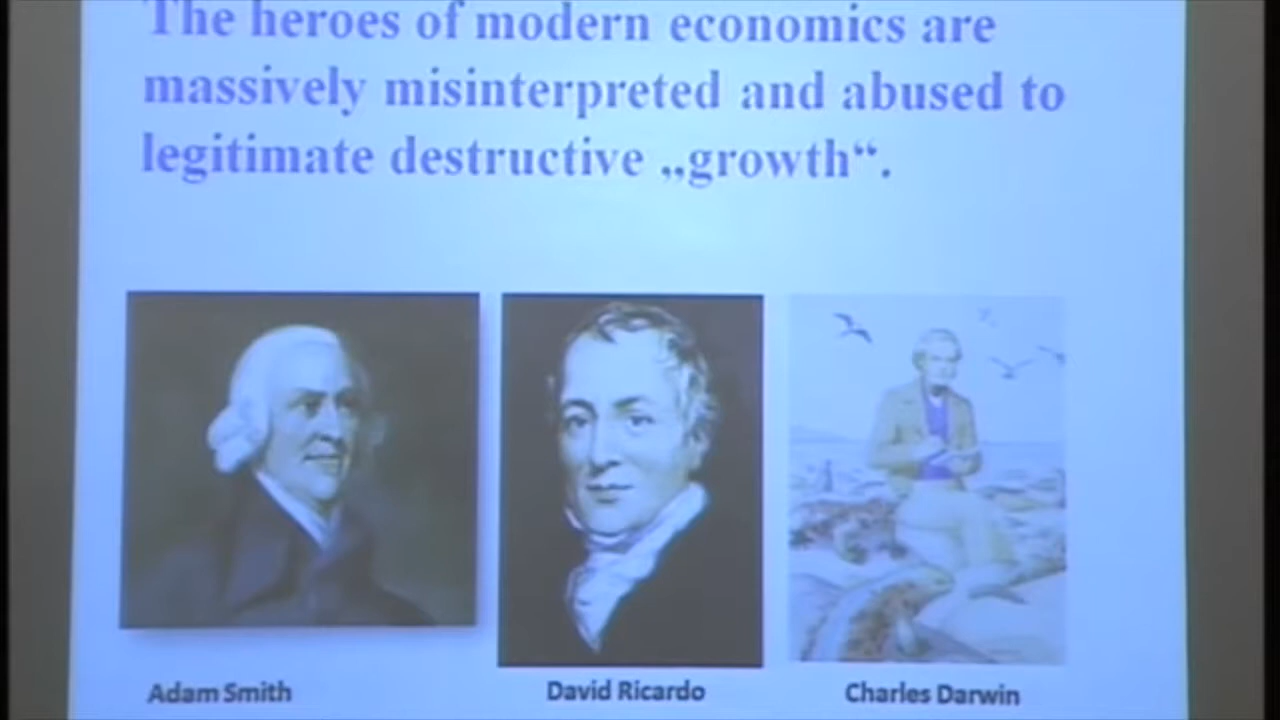 The heroes of modern economics are
massively misinterpreted and abused to
legitimate destructive „growth“.
Adam Smith
David Ricardo
Charles Darwin